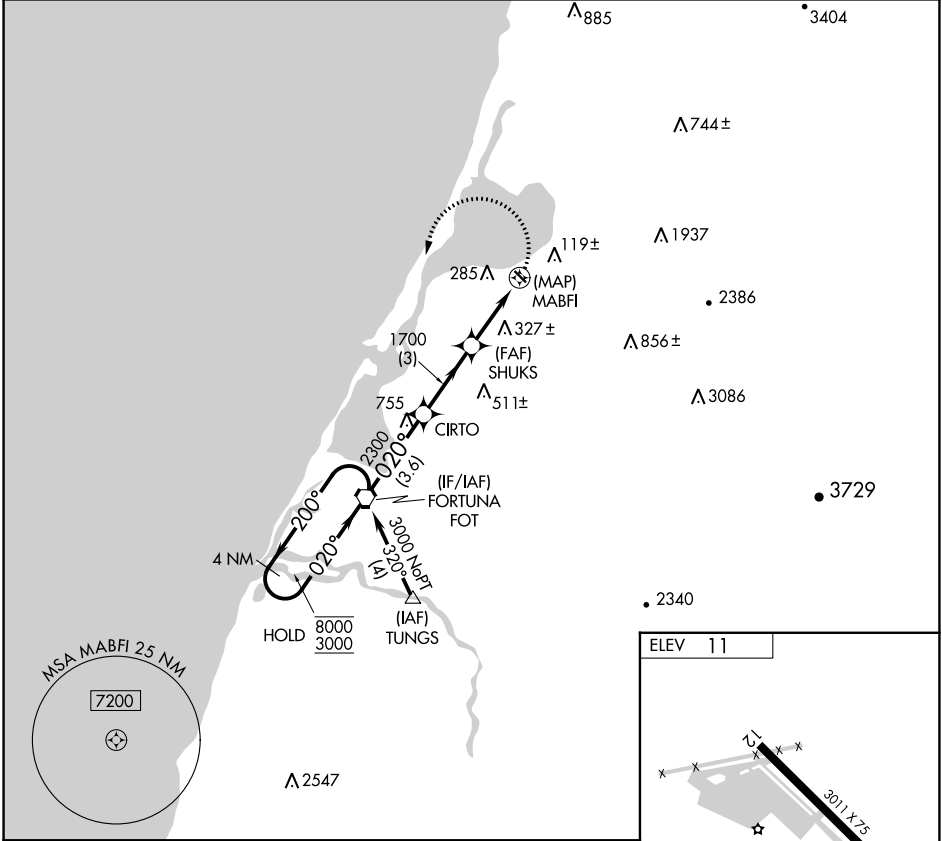 885
3404
744±
1937
119±
285
(MAP)
MABFI
2386
327±
1700
(3)
(FAF)
SHUKS
856±
755
511±
3086
CIRTO
2300
020°
(3.6)
(IF/IAF)
FORTUNA
FOT
3729
200°
020°
4 NM
3000 NoPT
320°
(4)
HOLD
8000
3000
(IAF)
TUNGS
2340
MSA MABFI 25 NM
7200
2547
ELEV 11
12
3011 X 75
X
X
X
X
X